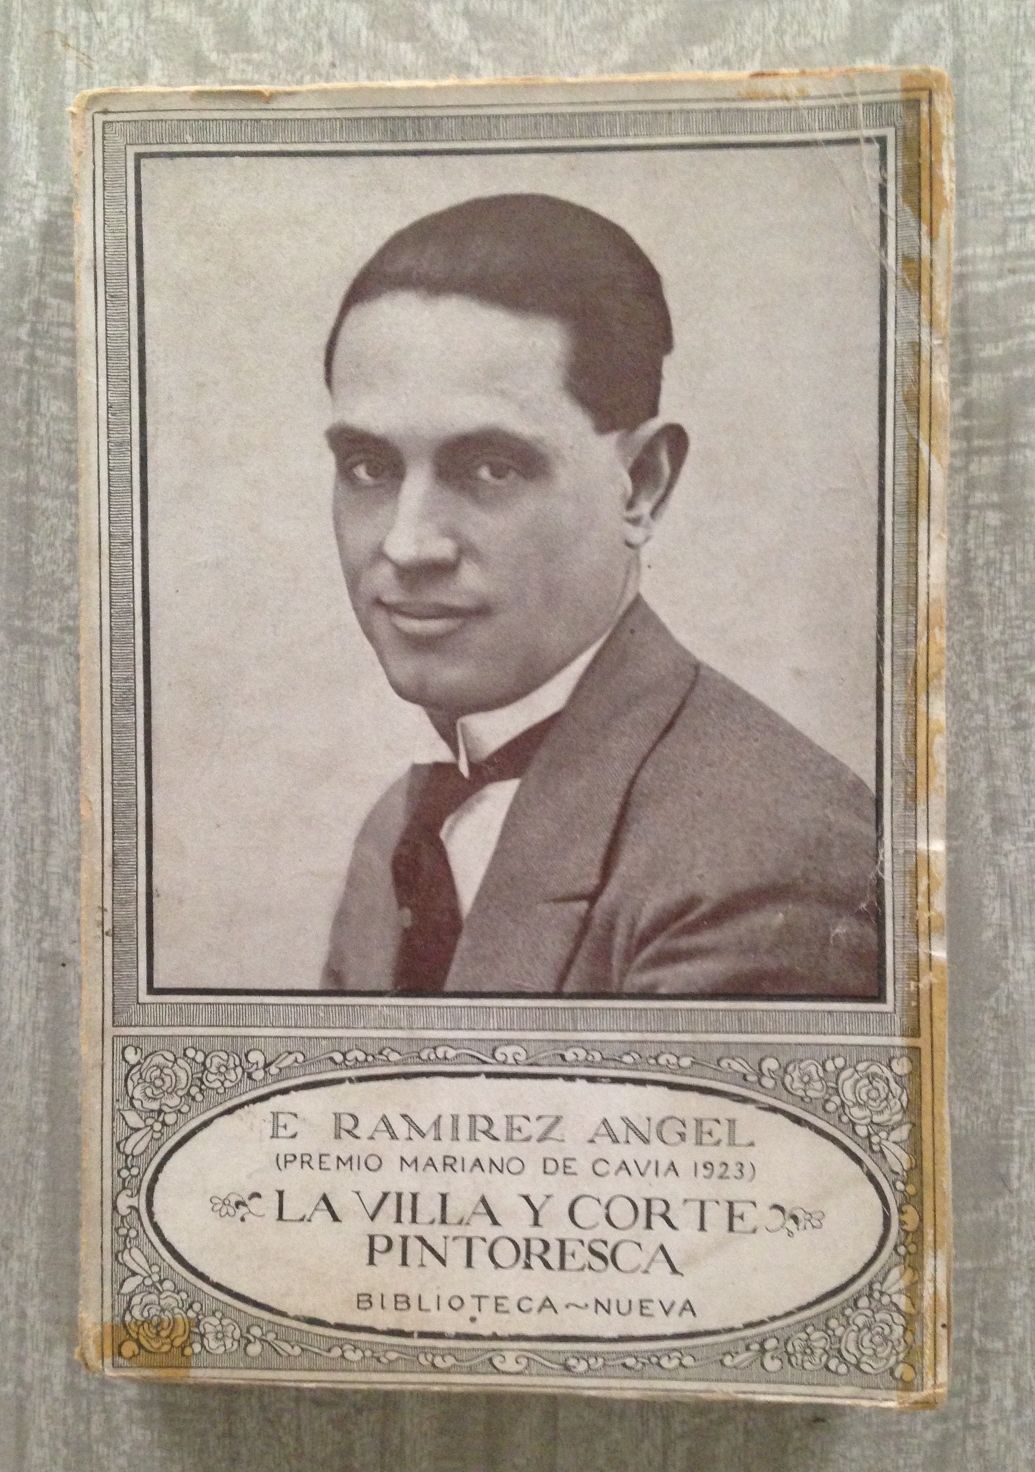 E RAMIREZ ANGEL
(PREMIO MARIANO DE CAVIA 1923)
LA VILLA Y CORTE
PINTORESCA
BIBLIOTECA~NUEVA